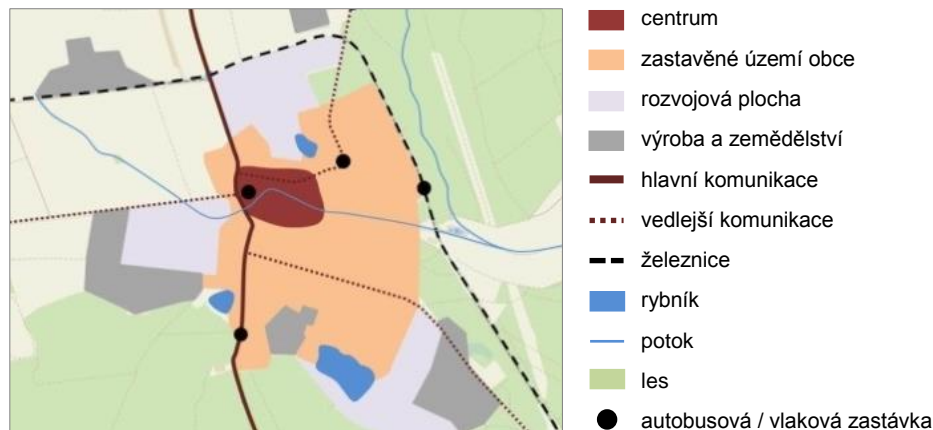 centrum
zastavěné území obce
rozvojová plocha
výroba a zemědělství
hlavní komunikace
vedlejší komunikace
železnice
rybník
potok
les
autobusová / vlaková zastávka